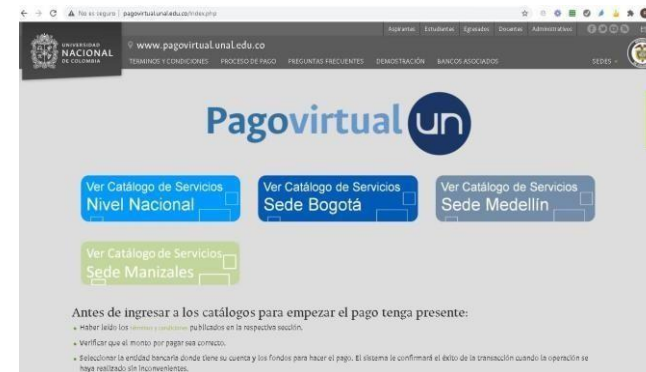 No es seguro | pagovirtual.unal.edu.co/index.php
Aspirantes Estudiantes Egresados Docentes Administrativos
UNIVERSIDAD
NACIONAL
DE COLOMBIA
www.pagovirtual.unal.edu.co
TERMINOS Y CONDICIONES PROCESO DE PAGO PREGUNTAS FRECUENTES DEMOSTRACIÓN BANCOS ASOCIADOS SEDES
Pagovirtual un
Ver Catálogo de Servicios
Nivel Nacional
Ver Catálogo de Servicios
Sede Bogotá
Ver Catálogo de Servicios
Sede Medellín
Ver Catálogo de Servicios
Sede Manizales
Antes de ingresar a los catálogos para empezar el pago tenga presente:
Haber leído los términos y condiciones publicados en la respectiva sección.
Verificar que el monto por pagar sea correcto.
Seleccionar la entidad bancaria donde tiene su cuenta y los fondos para hacer el pago. El sistema le confirmará el éxito de la transacción cuando la operación se
haya realizado sin inconvenientes.